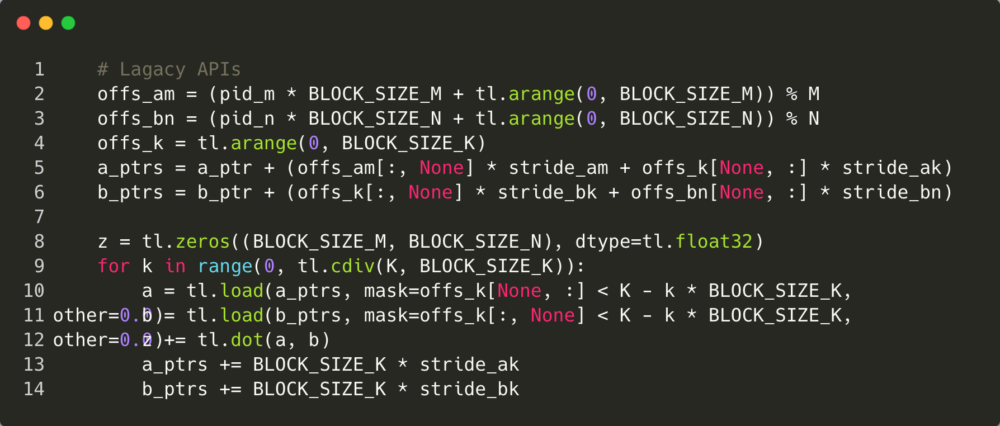 1 # Lagacy APIs
2 offs_am = (pid_m * BLOCK_SIZE_M + tl.arange(0, BLOCK_SIZE_M)) % M
3 offs_bn = (pid_n * BLOCK_SIZE_N + tl.arange(0, BLOCK_SIZE_N)) % N
4 offs_k = tl.arange(0, BLOCK_SIZE_K)
5 a_ptrs = a_ptr + (offs_am[:, None] * stride_am + offs_k[None, :] * stride_ak)
6 b_ptrs = b_ptr + (offs_k[:, None] * stride_bk + offs_bn[None, :] * stride_bn)
7
8 z = tl.zeros((BLOCK_SIZE_M, BLOCK_SIZE_N), dtype=tl.float32)
9 for k in range(0, tl.cdiv(K, BLOCK_SIZE_K)):
10 a = tl.load(a_ptrs, mask=offs_k[None, :] < K - k * BLOCK_SIZE_K,
other=0.0)
11 b = tl.load(b_ptrs, mask=offs_k[:, None] < K - k * BLOCK_SIZE_K,
other=0.0)
12 z += tl.dot(a, b)
13 a_ptrs += BLOCK_SIZE_K * stride_ak
14 b_ptrs += BLOCK_SIZE_K * stride_bk